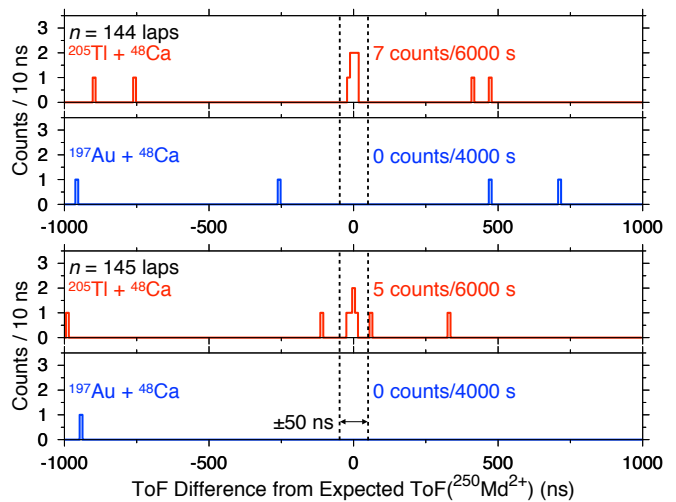 Counts / 10 ns
3
2
1
0
n = 144 laps
²⁰⁵Tl + ⁴⁸Ca
7 counts/6000 s
3
2
1
0
¹⁹⁷Au + ⁴⁸Ca
0 counts/4000 s
-1000 -500 0 500 1000
Counts / 10 ns
3
2
1
0
n = 145 laps
²⁰⁵Tl + ⁴⁸Ca
5 counts/6000 s
3
2
1
0
¹⁹⁷Au + ⁴⁸Ca
0 counts/4000 s
±50 ns
-1000 -500 0 500 1000
ToF Difference from Expected ToF(²⁵⁰Md²⁺) (ns)